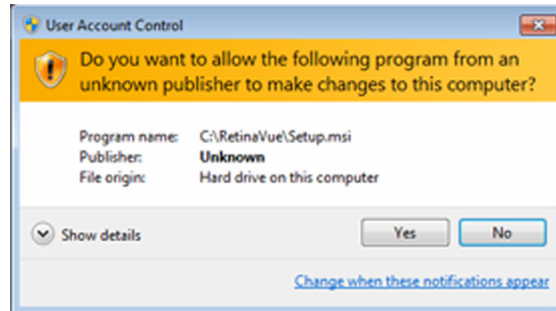 User Account Control
Do you want to allow the following program from an
unknown publisher to make changes to this computer?
Program name: C:\RetinaVue\Setup.msi
Publisher: Unknown
File origin: Hard drive on this computer
Show details
Yes No
Change when these notifications appear